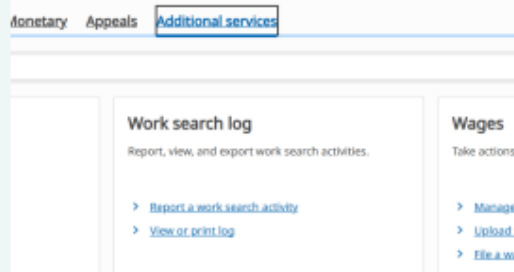 Monetary Appeals Additional services
Work search log
Report, view, and export work search activities.
Report a work search activity
View or print log
Wages
Take actions
Manage
Upload
File a